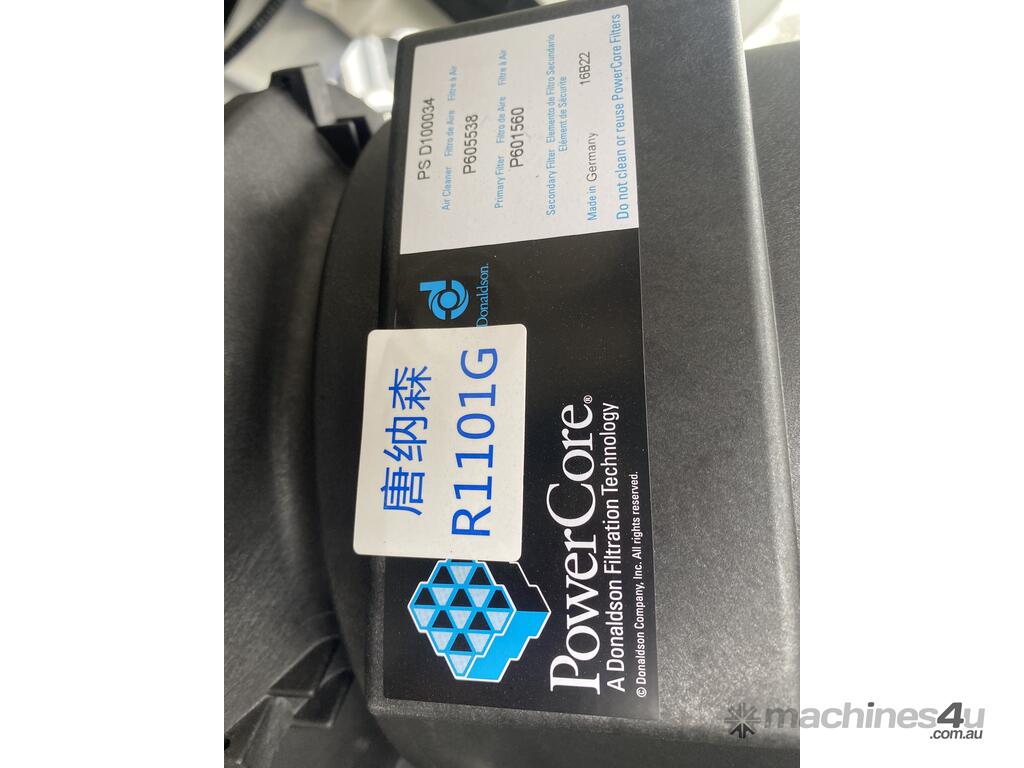 PS D100034
Air Cleaner Filtro de Aire Filtre à Air
P605538
Primary Filter Filtro de Aire Filtre à Air
P601560
Secondary Filter Elemento de Filtro Secundario
Elément de Sécurité
Made in Germany 16B22
Do not clean or reuse PowerCore Filters
Donaldson.
唐纳森
R1101G
PowerCore®
A Donaldson Filtration Technology
© Donaldson Company, Inc. All rights reserved.
machines4u
.com.au